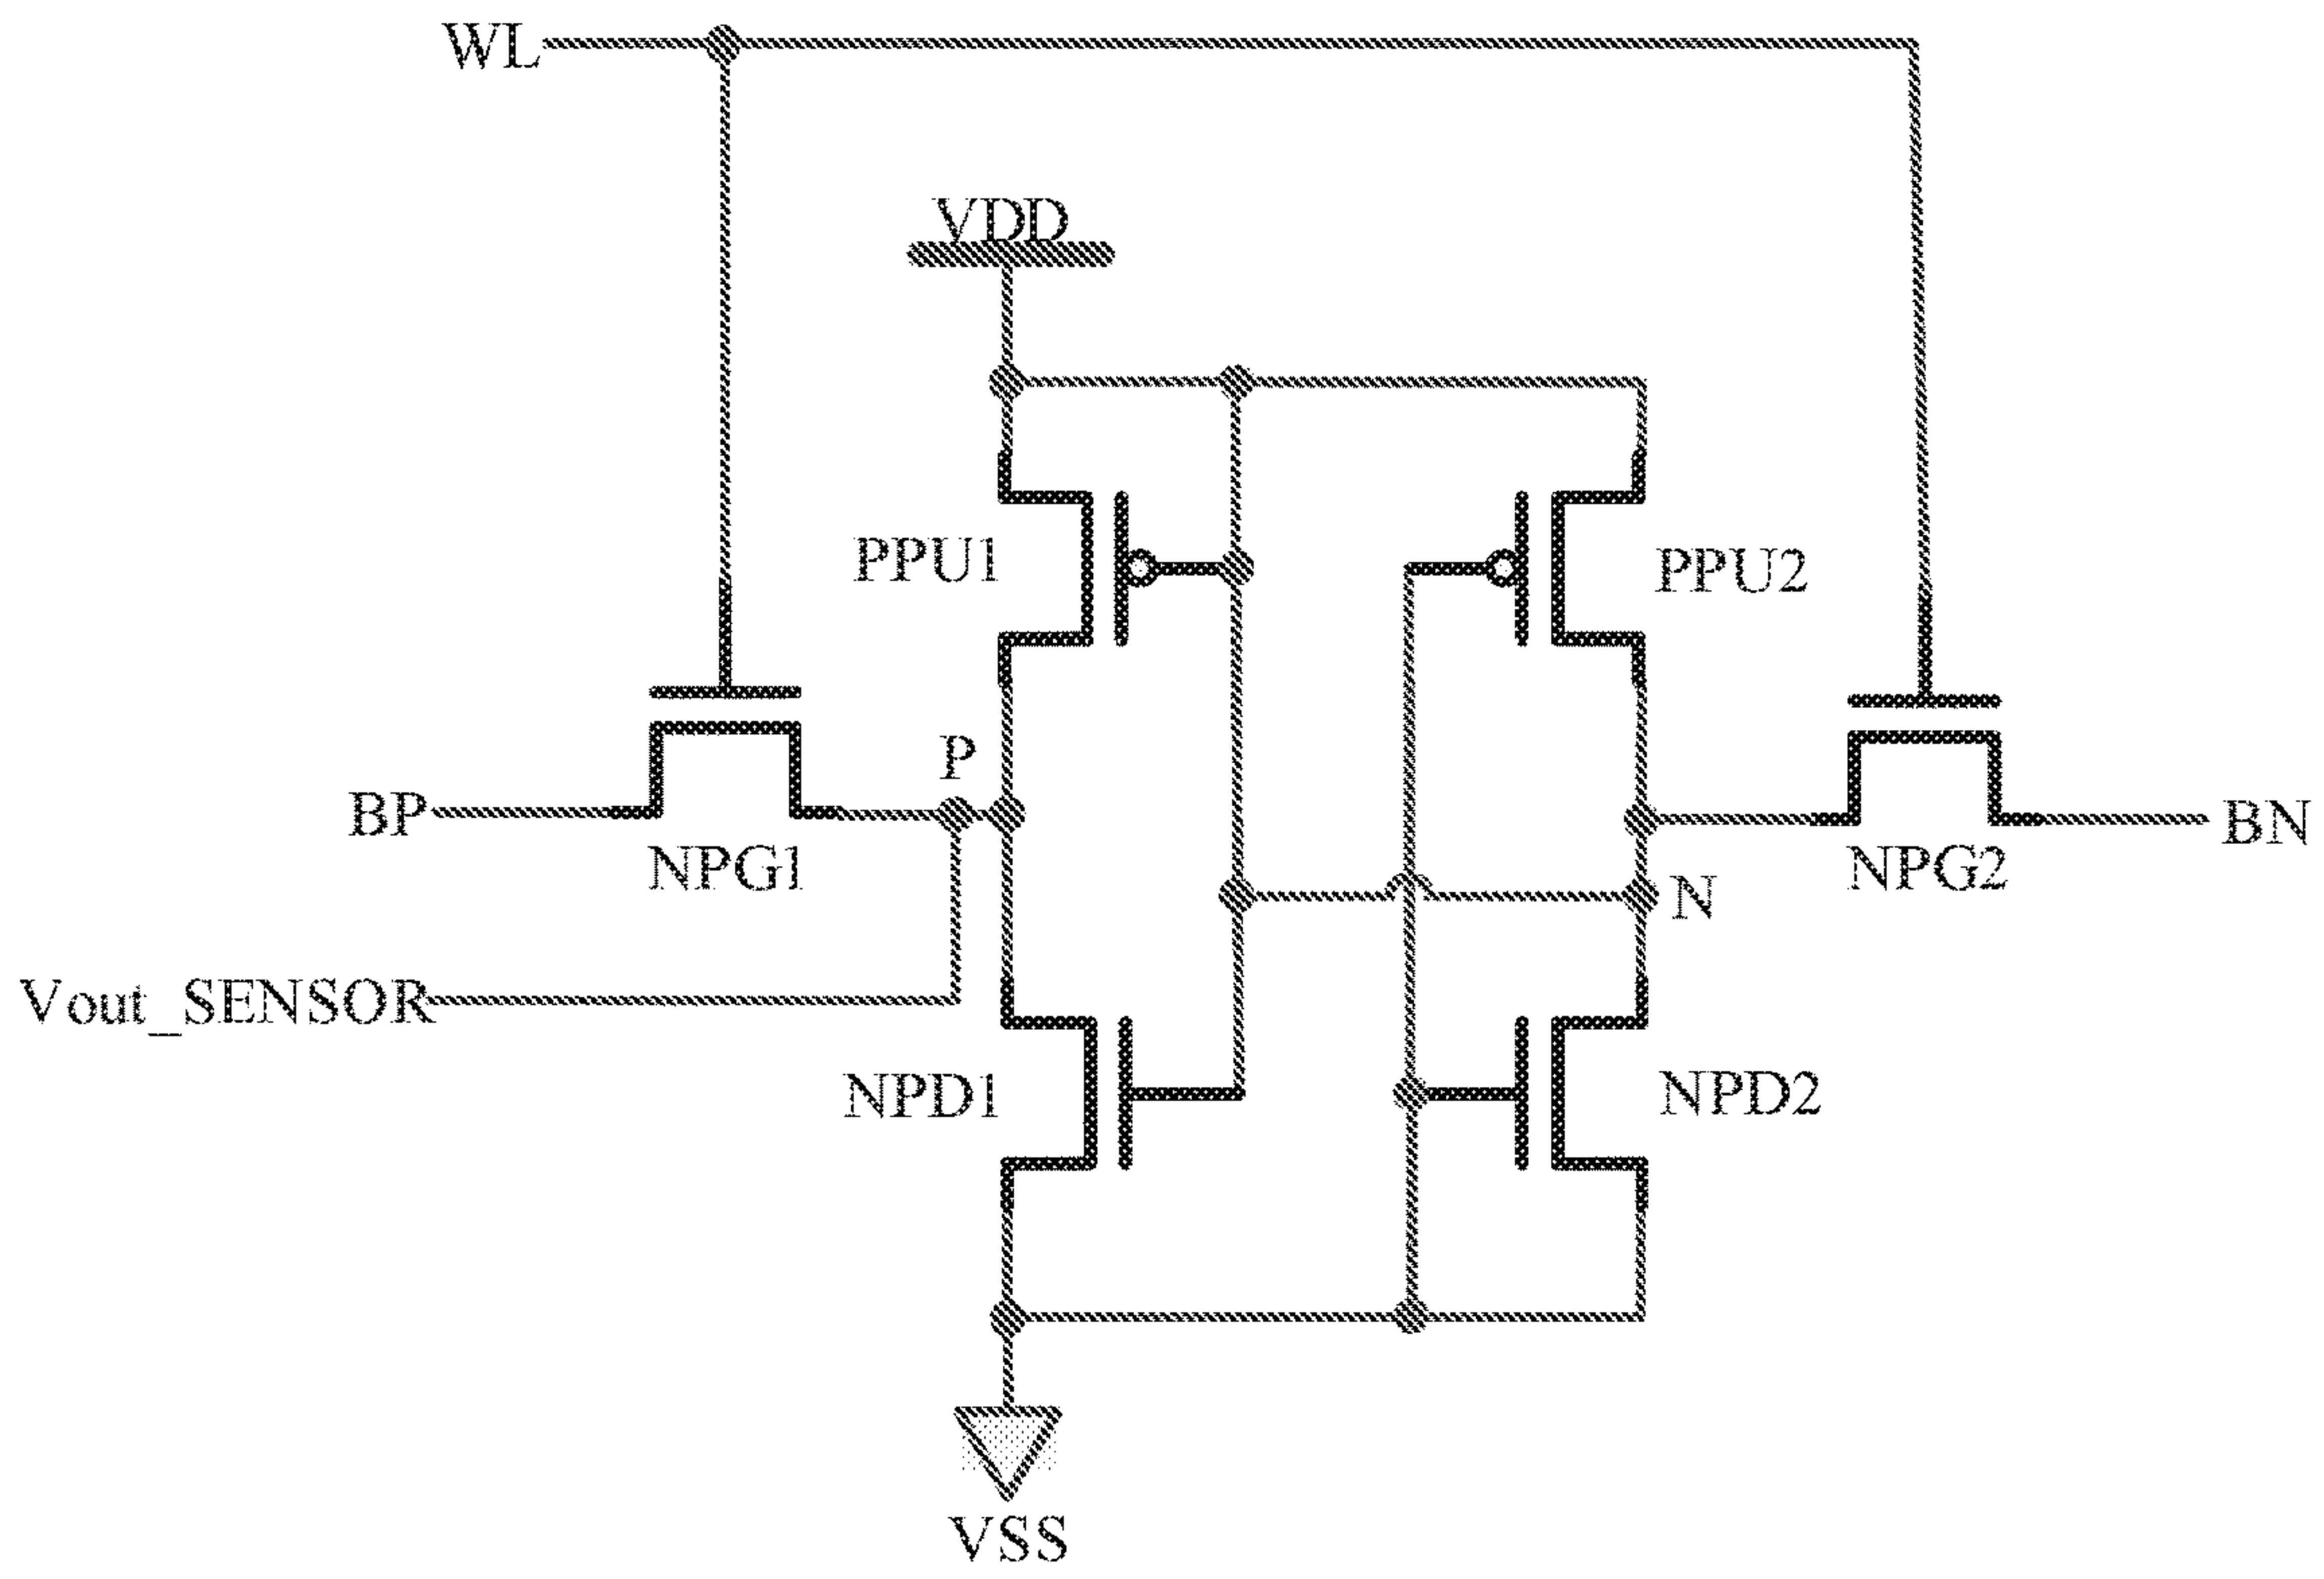 WL
VDD
PPU1
PPU2
P
BP
NPG1
BN
NPG2
N
Vout_SENSOR
NPD1
NPD2
VSS